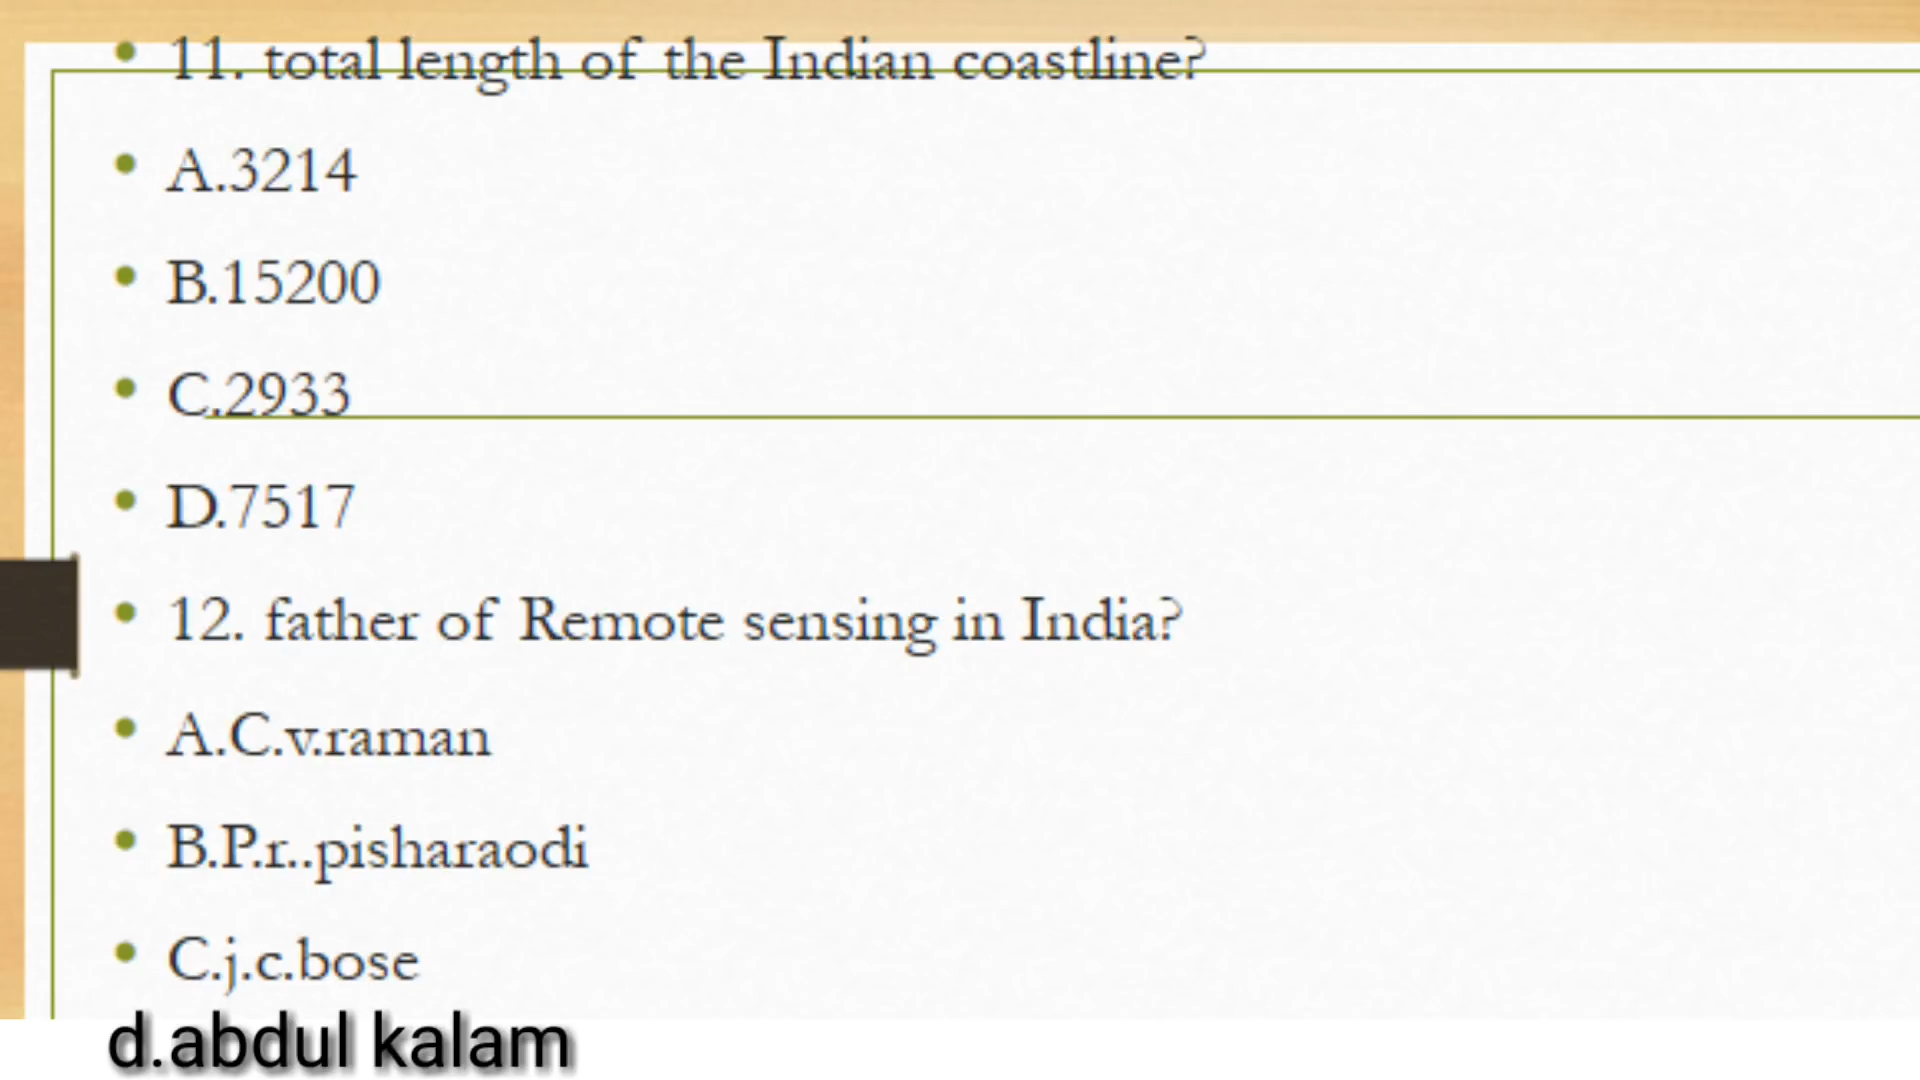 11. total length of the Indian coastline?
A.3214
B.15200
C.2933
D.7517
12. father of Remote sensing in India?
A.C.v.raman
B.P.r..pisharaodi
C.j.c.bose
d.abdul kalam